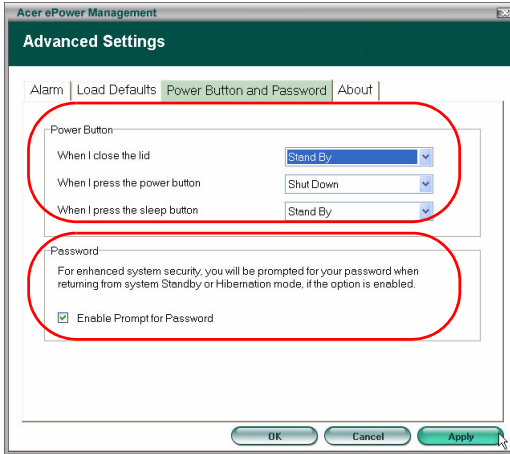 Acer ePower Management
Advanced Settings
Alarm Load Defaults Power Button and Password About
Power Button
When I close the lid Stand By
When I press the power button Shut Down
When I press the sleep button Stand By
Password
For enhanced system security, you will be prompted for your password when
returning from system Standby or Hibernation mode, if the option is enabled.
Enable Prompt for Password
OK Cancel Apply